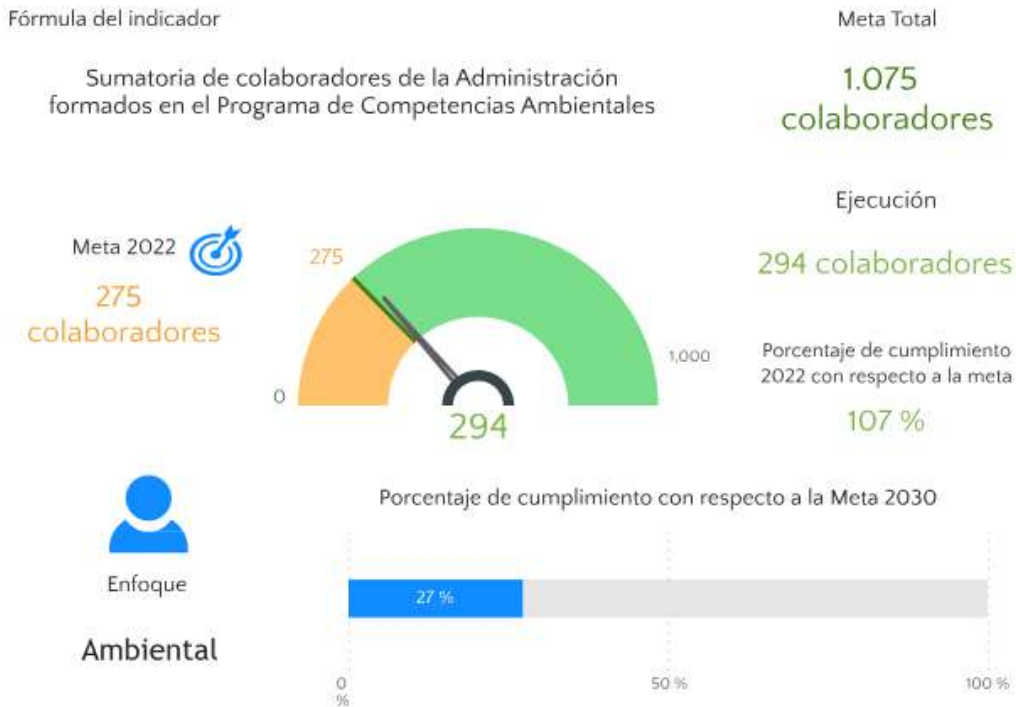 Fórmula del indicador
Meta Total
Sumatoria de colaboradores de la Administración
formados en el Programa de Competencias Ambientales
1.075
colaboradores
Ejecución
Meta 2022
275
colaboradores
275
294 colaboradores
0
1,000
294
Porcentaje de cumplimiento
2022 con respecto a la meta
107 %
Porcentaje de cumplimiento con respecto a la Meta 2030
Enfoque
Ambiental
27 %
0
%
50 %
100 %